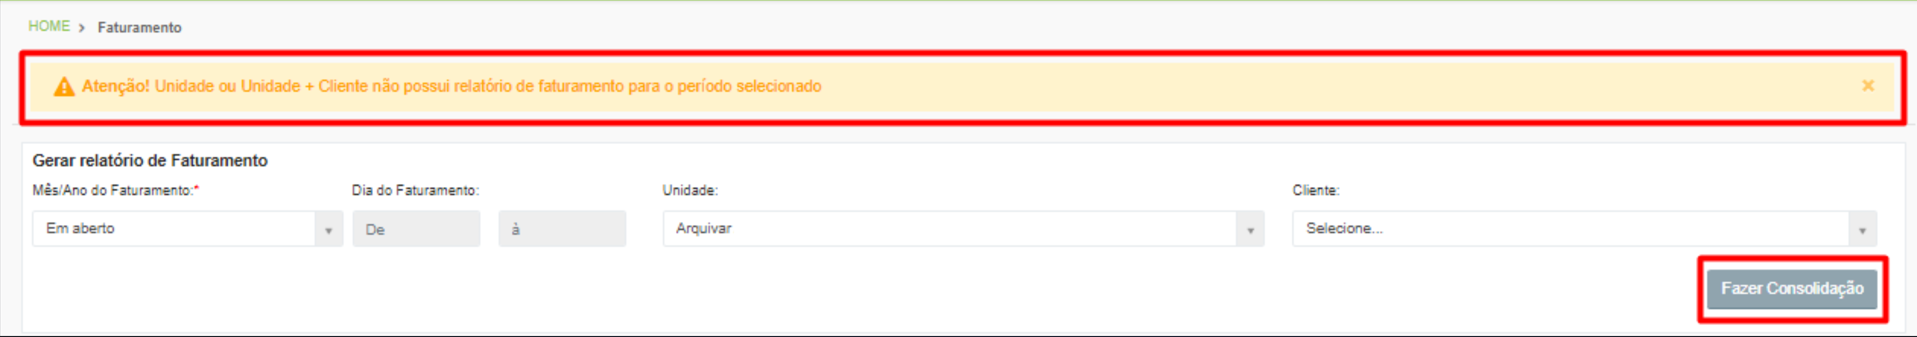 HOME > Faturamento
Atenção! Unidade ou Unidade + Cliente não possui relatório de faturamento para o período selecionado ×
Gerar relatório de Faturamento
Mês/Ano do Faturamento:* Dia do Faturamento: Unidade: Cliente:
Em aberto De à Arquivar Selecione...
Fazer Consolidação